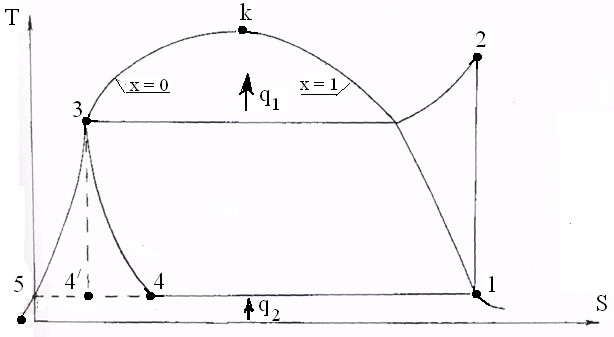 T
k
2
x = 0
x = 1
q1
3
5
4/
4
q2
1
S